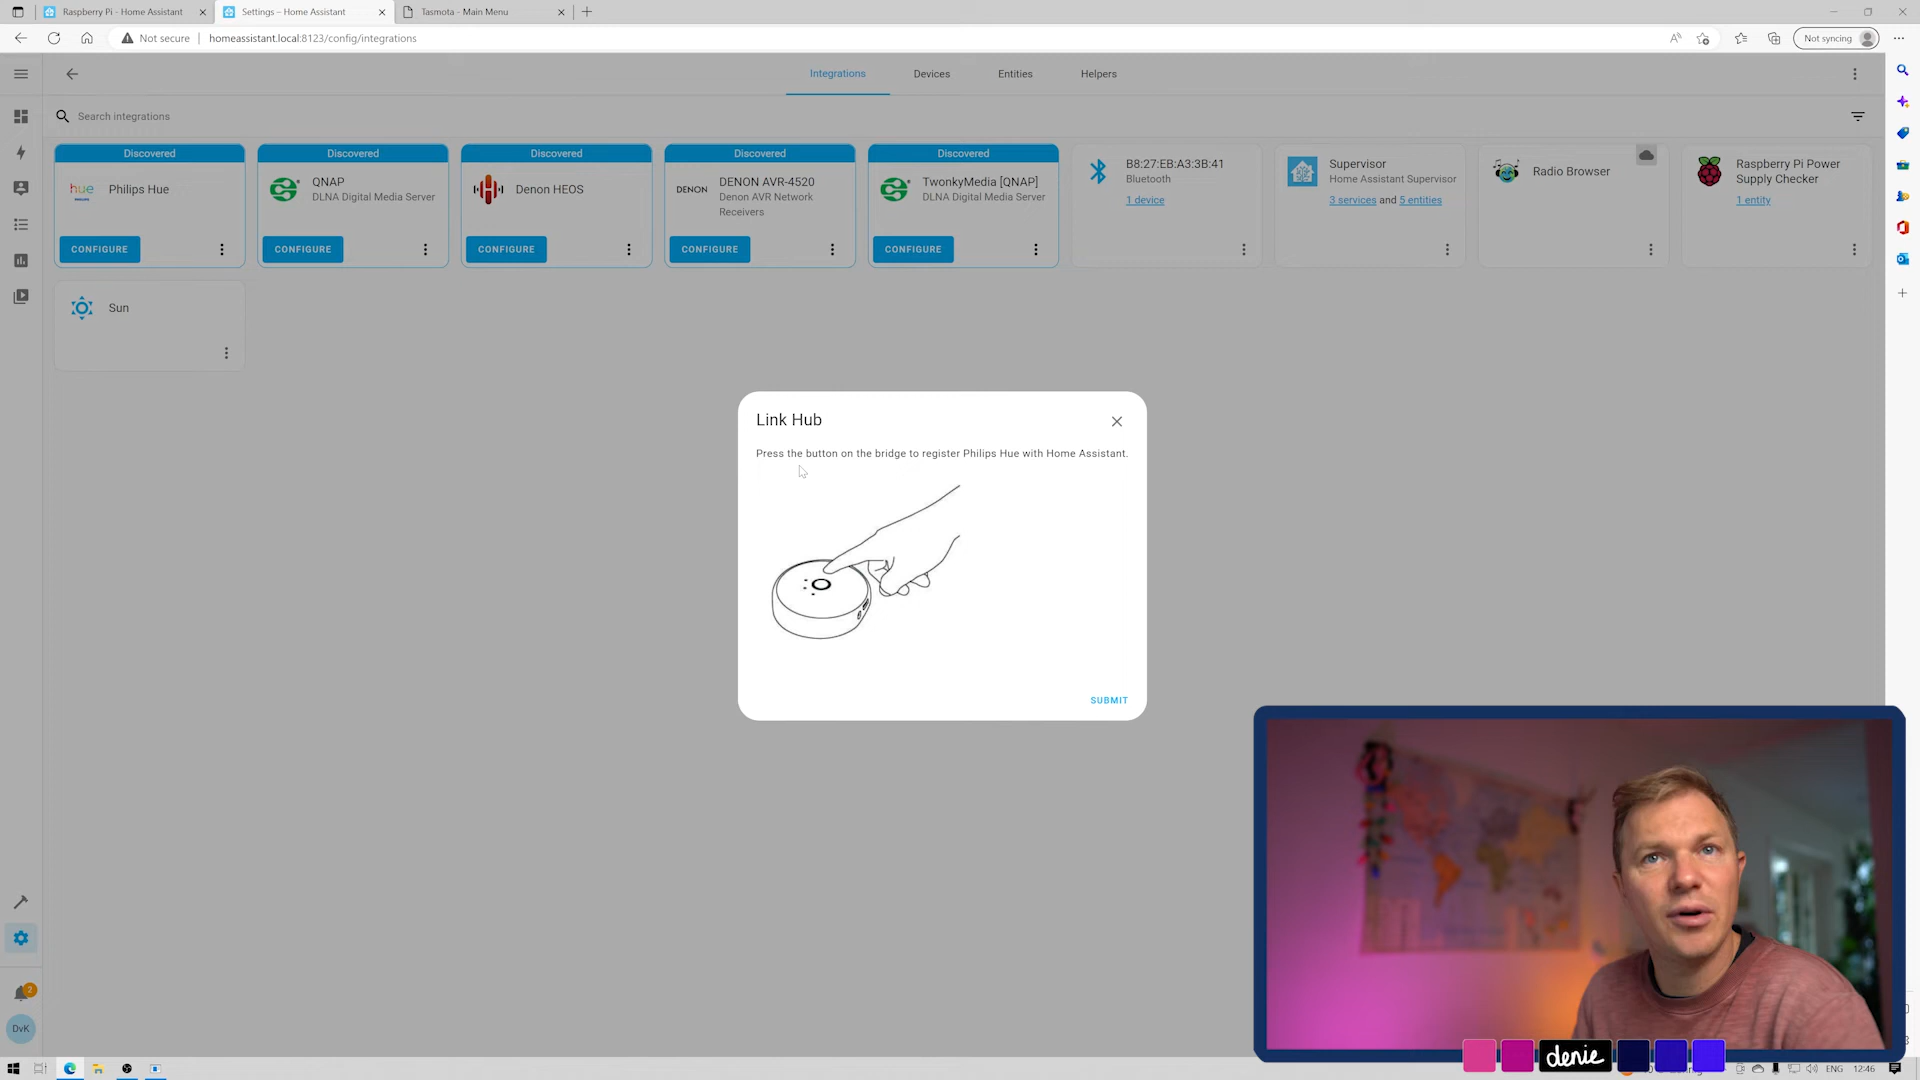 Raspberry Pi - Home Assistant
Settings – Home Assistant
Tasmota - Main Menu
Not secure
homeassistant.local:8123/config/integrations
Not syncing
Integrations
Devices
Entities
Helpers
Search integrations
Discovered
hue
PHILIPS
Philips Hue
CONFIGURE
Discovered
QNAP
DLNA Digital Media Server
CONFIGURE
Discovered
Denon HEOS
CONFIGURE
Discovered
DENON
DENON AVR-4520
Denon AVR Network
Receivers
CONFIGURE
Discovered
TwonkyMedia [QNAP]
DLNA Digital Media Server
CONFIGURE
B8:27:EB:A3:3B:41
Bluetooth
1 device
Supervisor
Home Assistant Supervisor
3 services and 5 entities
Radio Browser
Raspberry Pi Power
Supply Checker
1 entity
Sun
Link Hub
Press the button on the bridge to register Philips Hue with Home Assistant.
SUBMIT
2
DvK
denie
ENG
12:46